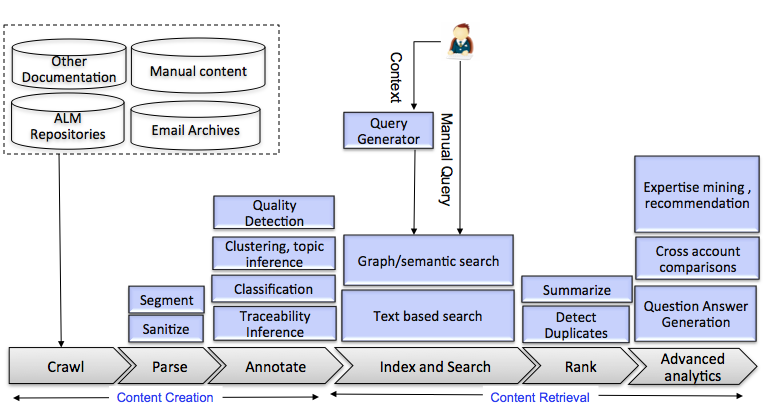 Other
Documentation
Manual content
ALM
Repositories
Email Archives
Context
Manual Query
Query
Generator
Quality
Detection
Clustering, topic
inference
Classification
Traceability
Inference
Segment
Sanitize
Graph/semantic search
Text based search
Summarize
Detect
Duplicates
Expertise mining ,
recommendation
Cross account
comparisons
Question Answer
Generation
Crawl
Parse
Annotate
Index and Search
Rank
Advanced
analytics
Content Creation
Content Retrieval